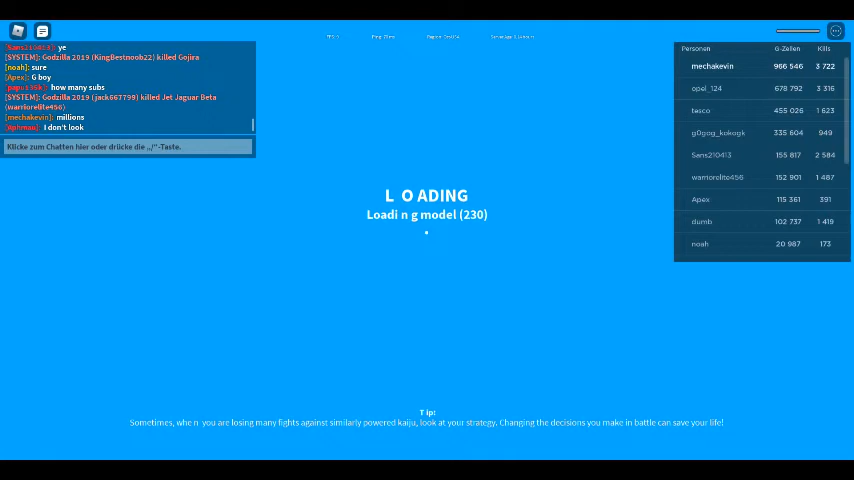 [Sans210413]: ye
[SYSTEM]: Godzilla 2019 (KingBestnoob22) killed Gojira
[noah]: sure
[Apex]: G boy
how many subs
[SYSTEM]: Godzilla 2019 (jack667799) killed Jet Jaguar Beta
(warriorelite456)
[mechakevin]: millions
[Aphmau]: I don't look
Klicke zum Chatten hier oder drücke die „/"-Taste.
Personen G-Zellen Kills
mechakevin 966 546 3 722
opel_124 678 792 3 316
tesco 455 026 1 623
g0gog_kokogk 335 604 949
Sans210413 155 817 2 584
warriorelite456 152 901 1 487
Apex 115 361 391
dumb 102 737 1 419
noah 20 987 173
L O ADING
Loadi n g model (230)
T ip:
Sometimes, whe n you are losing many fights against similarly powered kaiju, look at your strategy. Changing the decisions you make in battle can save your life!